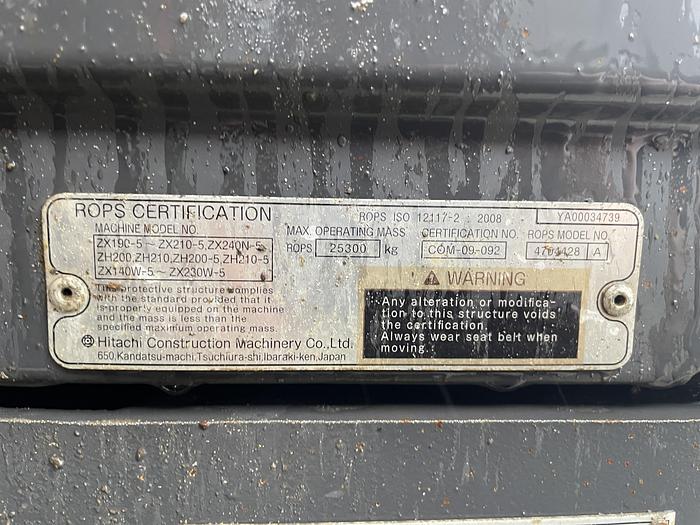 ROPS CERTIFICATION
ROPS ISO 12117-2 : 2008
YA00034739
MACHINE MODEL NO.
ZX190-5 ~ ZX210-5,ZX240N-5
ZH200,ZH210,ZH200-5,ZH210-5
ZX140W-5 ~ ZX230W-5
MAX. OPERATING MASS
ROPS 25300 kg
CERTIFICATION NO.
COM-09-092
ROPS MODEL NO.
A
This protective structure complies
with the standard provided that it
is properly equipped on the machine
and the mass is less than the
specified maximum operating mass.
WARNING
Any alteration or modifica-
tion to this structure voids
the certification.
Always wear seat belt when
moving.
Hitachi Construction Machinery Co.,Ltd.
650,Kandatsu-machi,Tsuchiura-shi,Ibaraki-ken,Japan